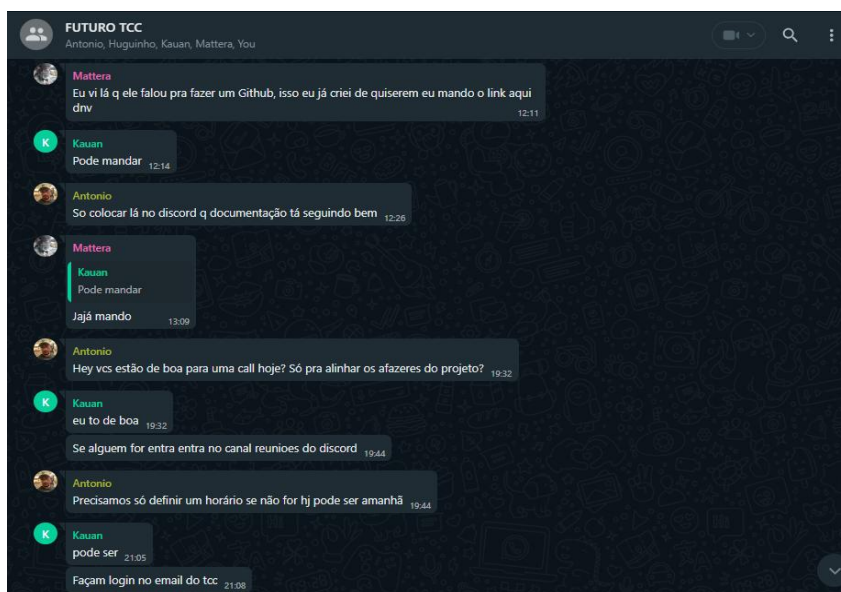 FUTURO TCC
Antonio, Huguinho, Kauan, Mattera, You
Mattera
Eu vi lá q ele falou pra fazer um Github, isso eu já criei de quiserem eu mando o link aqui
dnv
12:11
K
Kauan
Pode mandar 12:14
Antonio
So colocar lá no discord q documentação tá seguindo bem 12:26
Mattera
Kauan
Pode mandar
Jajá mando 13:09
Antonio
Hey vcs estão de boa para uma call hoje? Só pra alinhar os afazeres do projeto? 19:32
K
Kauan
eu to de boa 19:32
Se alguem for entra entra no canal reunioes do discord 19:44
Antonio
Precisamos só definir um horário se não for hj pode ser amanhã 19:44
K
Kauan
pode ser 21:05
Façam login no email do tcc 21:08